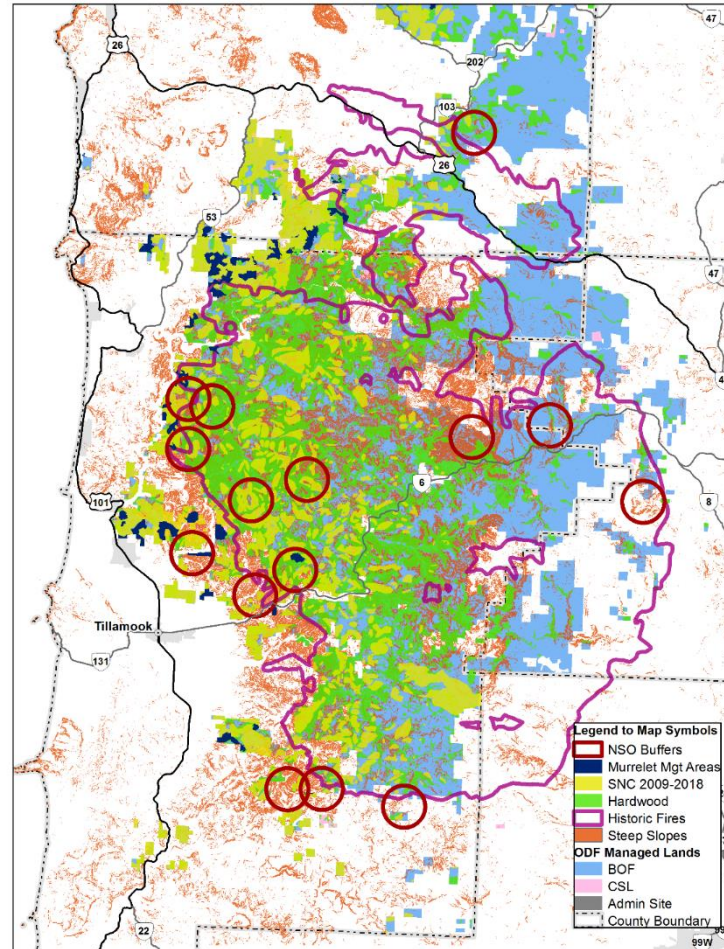 47
26
202
103
26
53
47
6
8
101
Tillamook
131
Legend to Map Symbols
NSO Buffers
Murrelet Mgt Areas
SNC 2009-2018
Hardwood
Historic Fires
Steep Slopes
ODF Managed Lands
BOF
CSL
Admin Site
County Boundary
22
99W